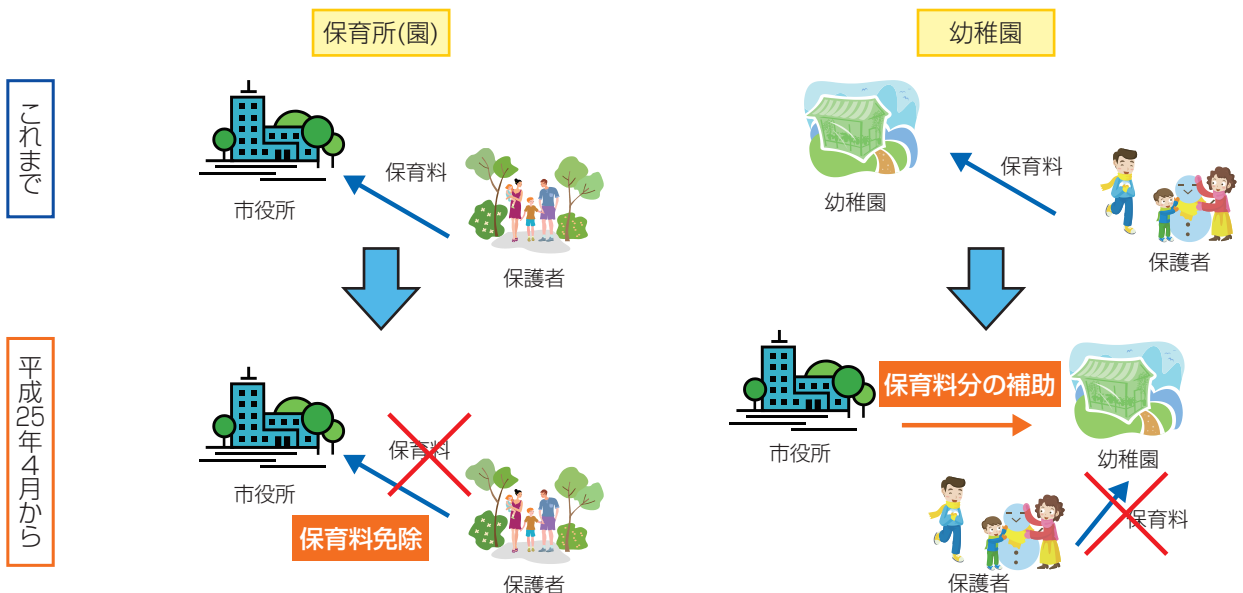 保育所(園)
幼稚園
これまで
保育料
市役所
保護者
保育料
幼稚園
保護者
平成25年4月から
保育料
市役所
保育料免除
保護者
保育料分の補助
市役所
幼稚園
保育料
保護者